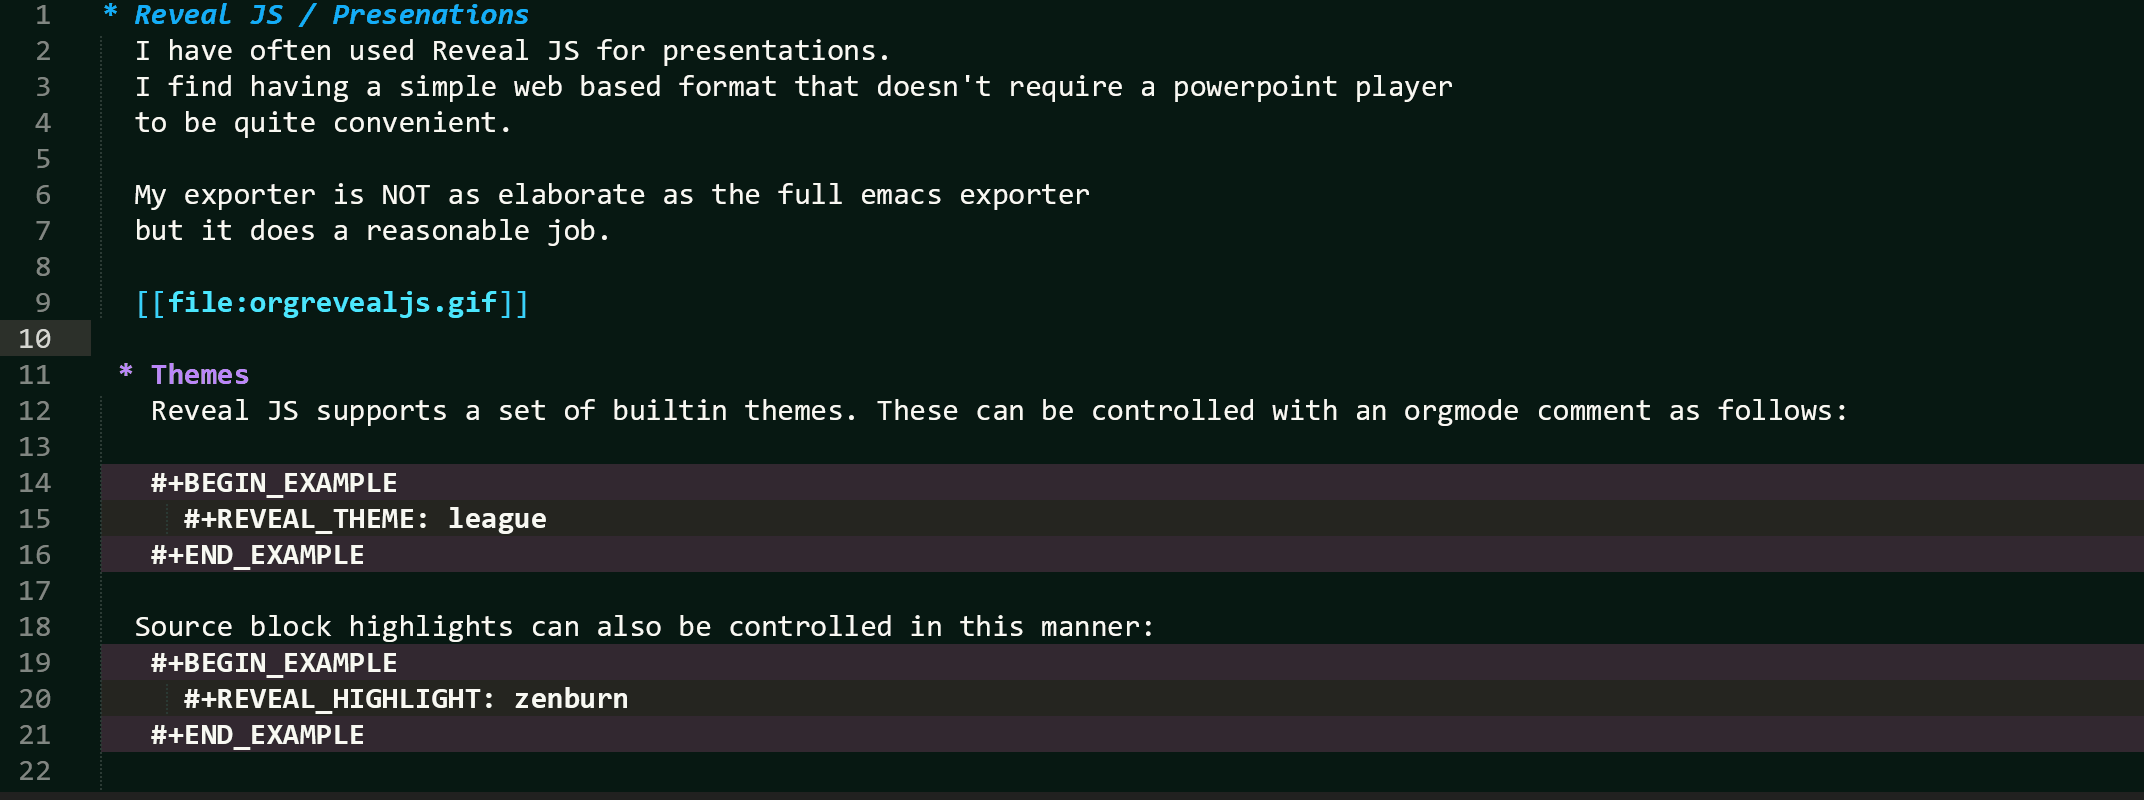 1 * Reveal JS / Presenations
2 I have often used Reveal JS for presentations.
3 I find having a simple web based format that doesn't require a powerpoint player
4 to be quite convenient.
5
6 My exporter is NOT as elaborate as the full emacs exporter
7 but it does a reasonable job.
8
9 [[file:orgrevealjs.gif]]
10
11 * Themes
12 Reveal JS supports a set of builtin themes. These can be controlled with an orgmode comment as follows:
13
14 #+BEGIN_EXAMPLE
15 #+REVEAL_THEME: league
16 #+END_EXAMPLE
17
18 Source block highlights can also be controlled in this manner:
19 #+BEGIN_EXAMPLE
20 #+REVEAL_HIGHLIGHT: zenburn
21 #+END_EXAMPLE
22